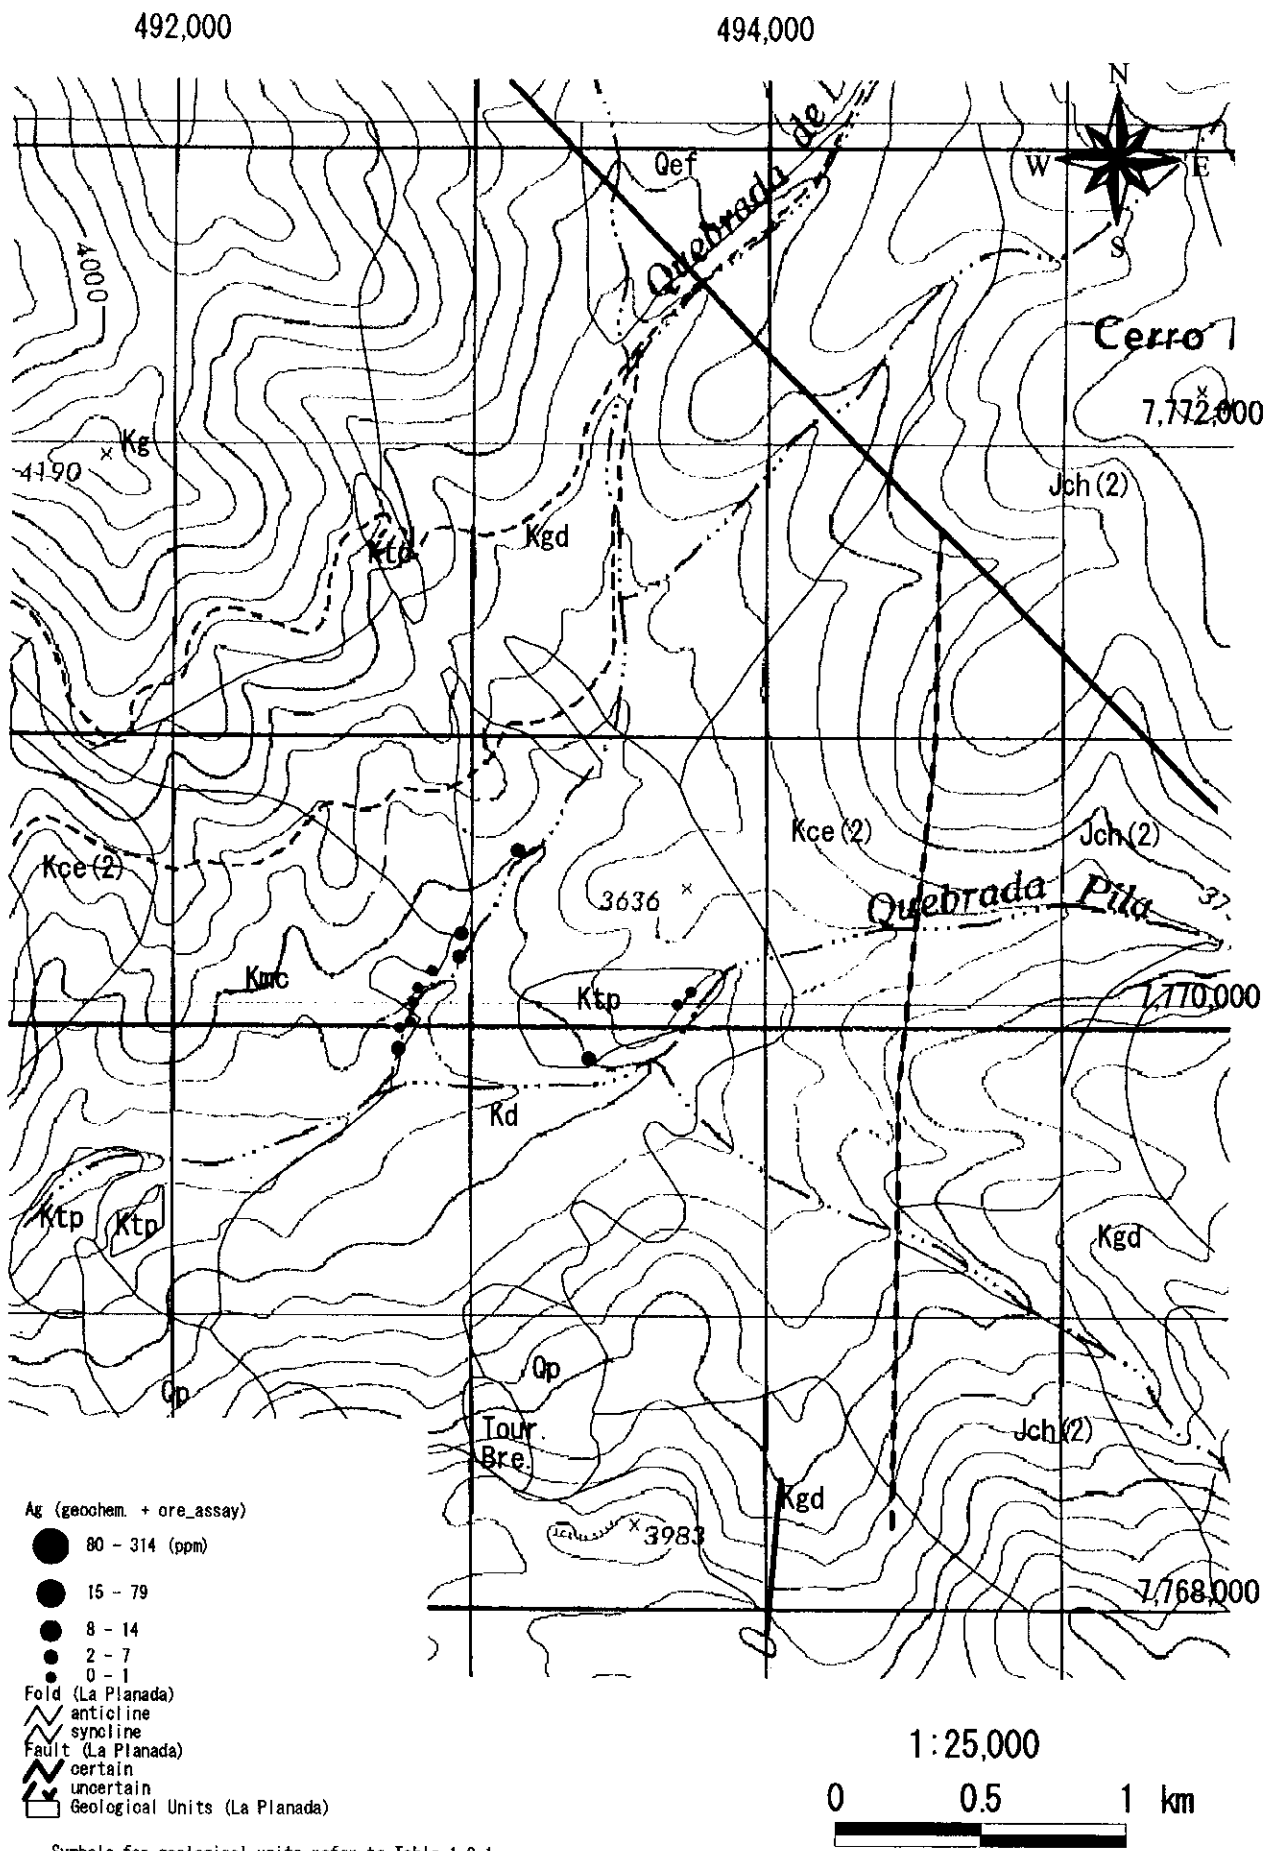 492,000 494,000
N
W E
S
Qef
Quebrada de
4000
Cerro
7,772,000
Kg
4190
Jch(2)
Kgd
Ktp
Kce(2) Jch(2)
Kce(2)
3636
Quebrada Pila
37
Kmc
Ktp
7,770,000
Kd
Ktp
Ktp
Kgd
Qp
Qp
Tour.
Bre.
Jch(2)
Kgd
3983
7,768,000
Ag (geochem. + ore_assay)
80 - 314 (ppm)
15 - 79
8 - 14
2 - 7
0 - 1
Fold (La Planada)
anticline
syncline
Fault (La Planada)
certain
uncertain
Geological Units (La Planada)
1:25,000
0 0.5 1 km